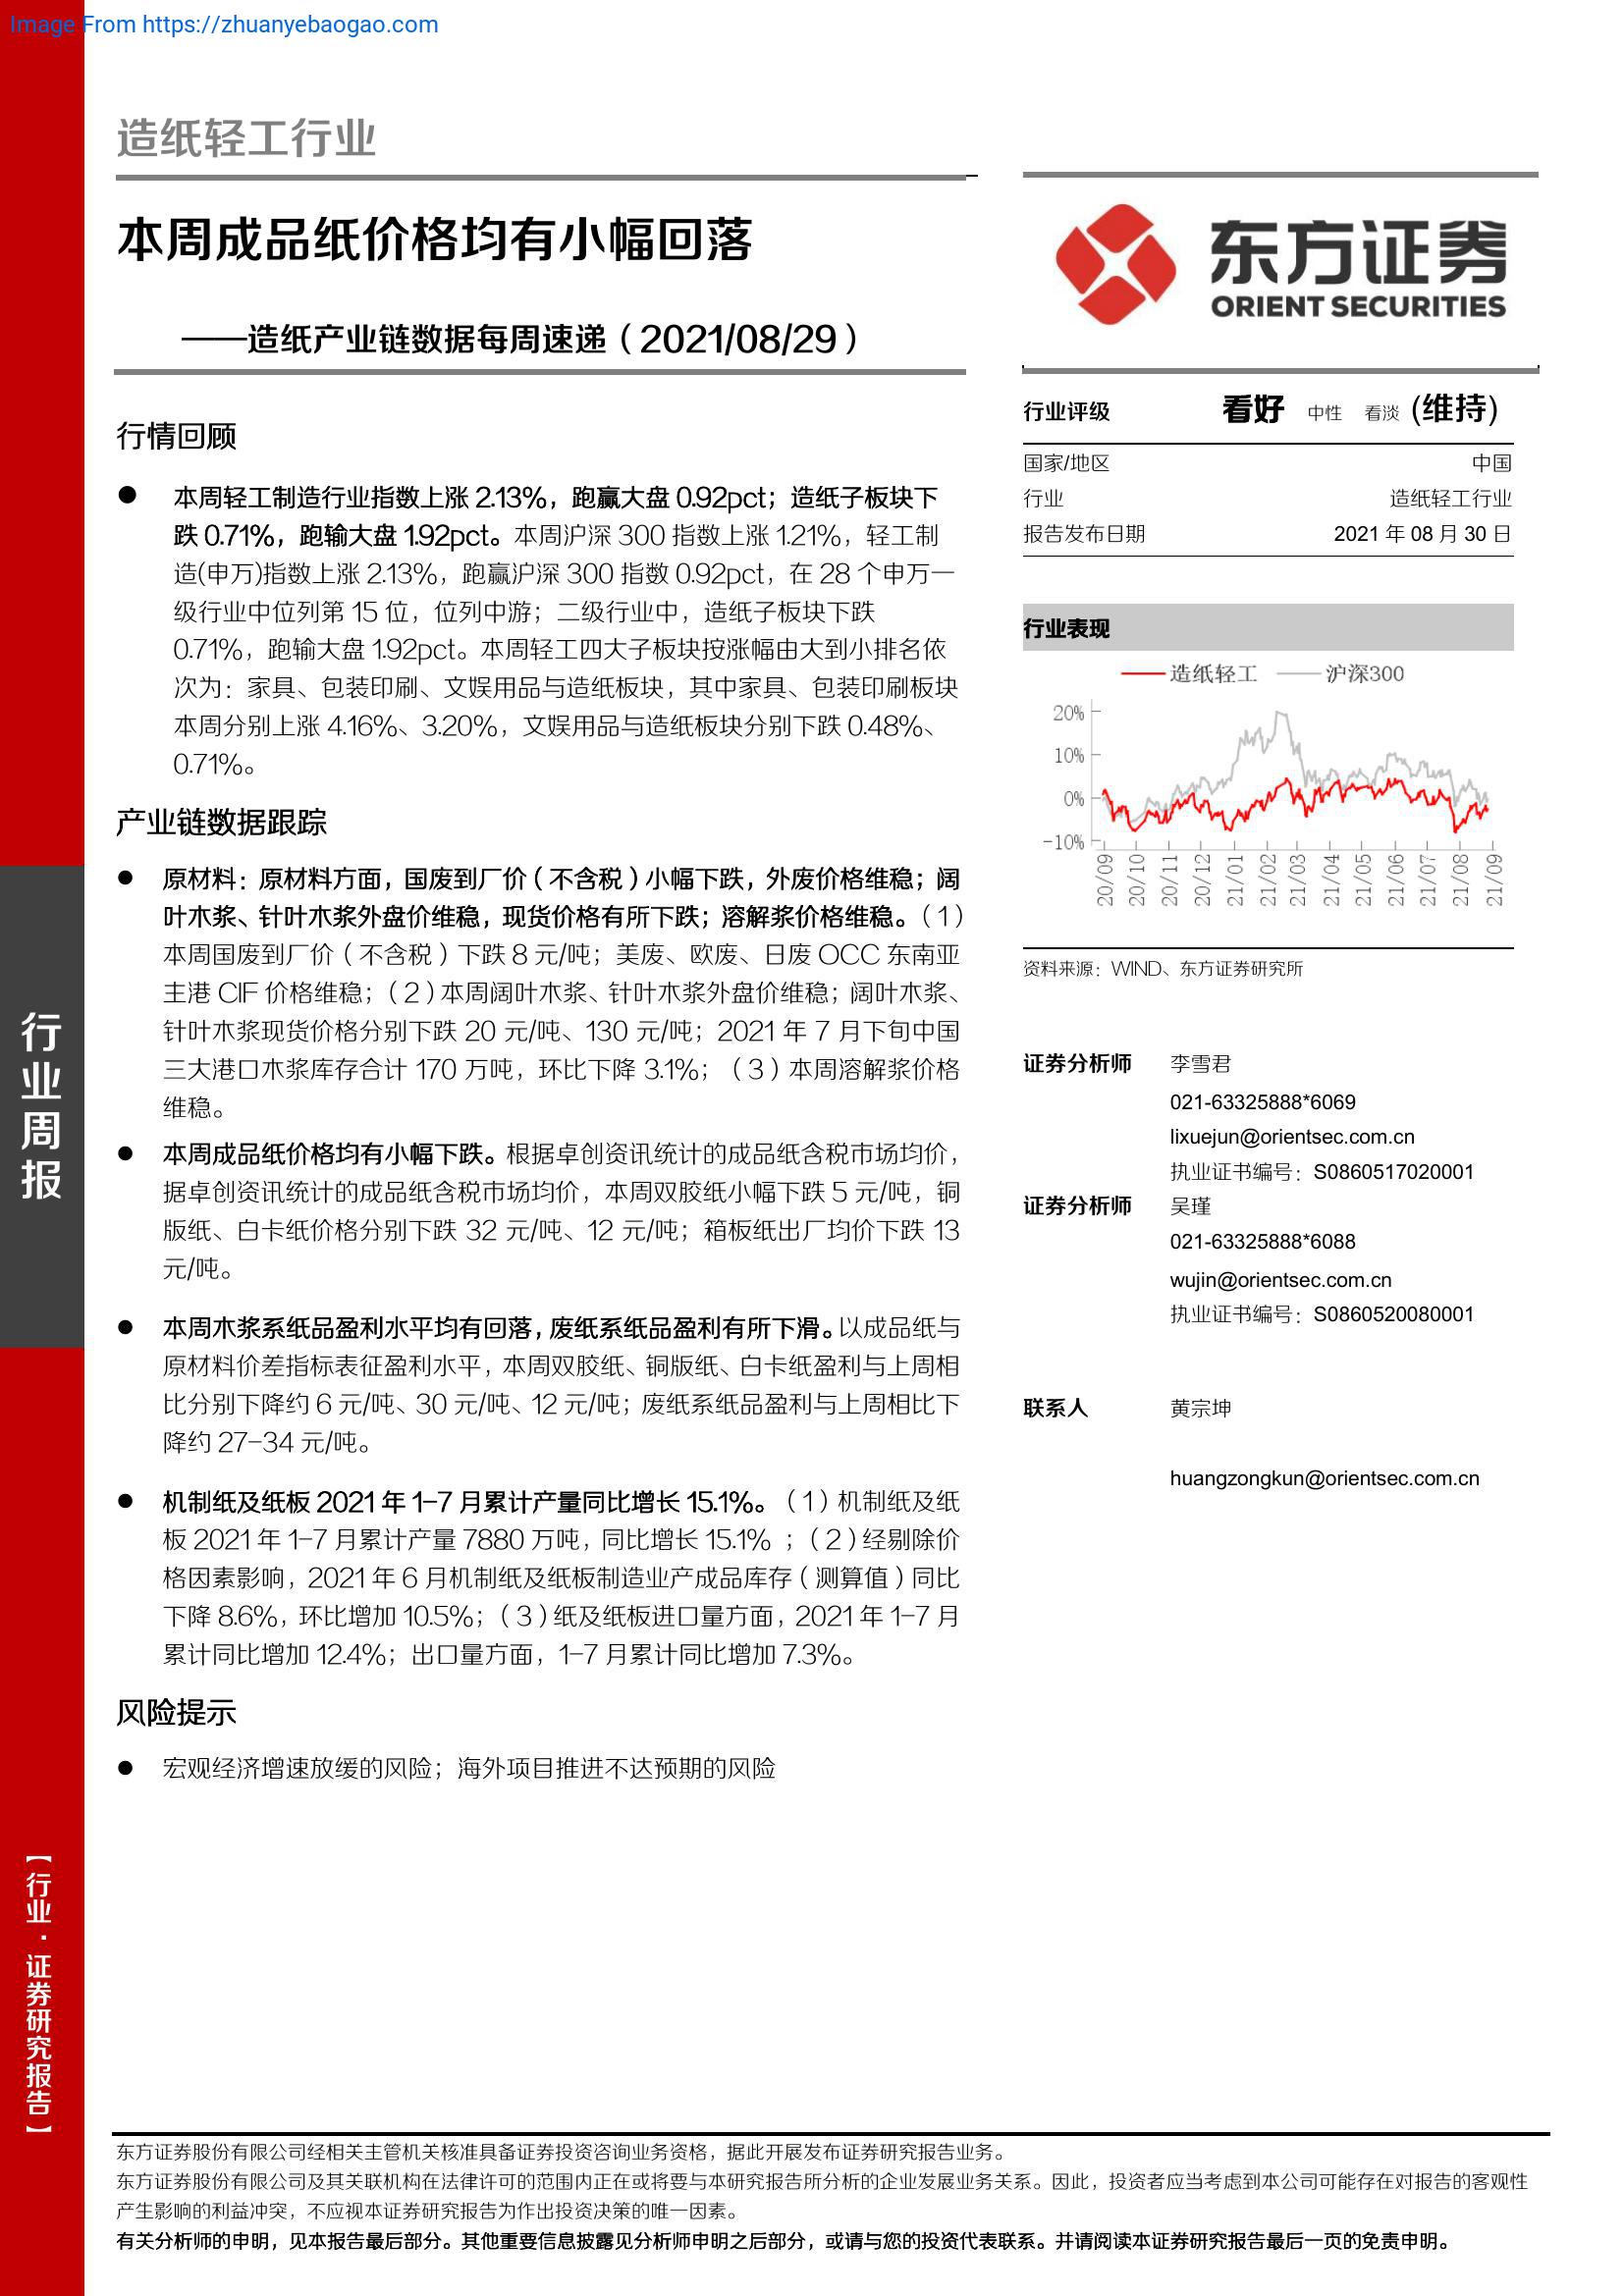 Image From https://zhuanyebaogao.com
造纸轻工行业
本周成品纸价格均有小幅回落
——造纸产业链数据每周速递（2021/08/29）
行情回顾
● 本周轻工制造行业指数上涨 2.13%，跑赢大盘 0.92pct；造纸子板块下
跌 0.71%，跑输大盘 1.92pct。本周沪深 300 指数上涨 1.21%，轻工制
造(申万)指数上涨 2.13%，跑赢沪深 300 指数 0.92pct，在 28 个申万一
级行业中位列第 15 位，位列中游；二级行业中，造纸子板块下跌
0.71%，跑输大盘 1.92pct。本周轻工四大子板块按涨幅由大到小排名依
次为：家具、包装印刷、文娱用品与造纸板块，其中家具、包装印刷板块
本周分别上涨 4.16%、3.20%，文娱用品与造纸板块分别下跌 0.48%、
0.71%。
产业链数据跟踪
● 原材料：原材料方面，国废到厂价（不含税）小幅下跌，外废价格维稳；阔
叶木浆、针叶木浆外盘价维稳，现货价格有所下跌；溶解浆价格维稳。（1）
本周国废到厂价（不含税）下跌 8 元/吨；美废、欧废、日废 OCC 东南亚
主港 CIF 价格维稳；（2）本周阔叶木浆、针叶木浆外盘价维稳；阔叶木浆、
针叶木浆现货价格分别下跌 20 元/吨、130 元/吨；2021 年 7 月下旬中国
三大港口木浆库存合计 170 万吨，环比下降 3.1%；（3）本周溶解浆价格
维稳。
● 本周成品纸价格均有小幅下跌。根据卓创资讯统计的成品纸含税市场均价，
据卓创资讯统计的成品纸含税市场均价，本周双胶纸小幅下跌 5 元/吨，铜
版纸、白卡纸价格分别下跌 32 元/吨、12 元/吨；箱板纸出厂均价下跌 13
元/吨。
● 本周木浆系纸品盈利水平均有回落，废纸系纸品盈利有所下滑。以成品纸与
原材料价差指标表征盈利水平，本周双胶纸、铜版纸、白卡纸盈利与上周相
比分别下降约 6 元/吨、30 元/吨、12 元/吨；废纸系纸品盈利与上周相比下
降约 27-34 元/吨。
● 机制纸及纸板 2021 年 1-7 月累计产量同比增长 15.1%。（1）机制纸及纸
板 2021 年 1-7 月累计产量 7880 万吨，同比增长 15.1% ；（2）经剔除价
格因素影响，2021 年 6 月机制纸及纸板制造业产成品库存（测算值）同比
下降 8.6%，环比增加 10.5%；（3）纸及纸板进口量方面，2021 年 1-7 月
累计同比增加 12.4%；出口量方面，1-7 月累计同比增加 7.3%。
风险提示
● 宏观经济增速放缓的风险；海外项目推进不达预期的风险
东方证券
ORIENT SECURITIES
行业评级 看好 中性 看淡 (维持)
国家/地区 中国
行业 造纸轻工行业
报告发布日期 2021 年 08 月 30 日
行业表现
造纸轻工 沪深300
20%
10%
0%
-10%
20/09 20/10 20/11 20/12 21/01 21/02 21/03 21/04 21/05 21/06 21/07 21/08 21/09
资料来源：WIND、东方证券研究所
证券分析师 李雪君
021-63325888*6069
lixuejun@orientsec.com.cn
执业证书编号：S0860517020001
证券分析师 吴瑾
021-63325888*6088
wujin@orientsec.com.cn
执业证书编号：S0860520080001
联系人 黄宗坤
huangzongkun@orientsec.com.cn
行业周报
【行业·证券研究报告】
东方证券股份有限公司经相关主管机关核准具备证券投资咨询业务资格，据此开展发布证券研究报告业务。
东方证券股份有限公司及其关联机构在法律许可的范围内正在或将要与本研究报告所分析的企业发展业务关系。因此，投资者应当考虑到本公司可能存在对报告的客观性
产生影响的利益冲突，不应视本证券研究报告为作出投资决策的唯一因素。
有关分析师的申明，见本报告最后部分。其他重要信息披露见分析师申明之后部分，或请与您的投资代表联系。并请阅读本证券研究报告最后一页的免责申明。